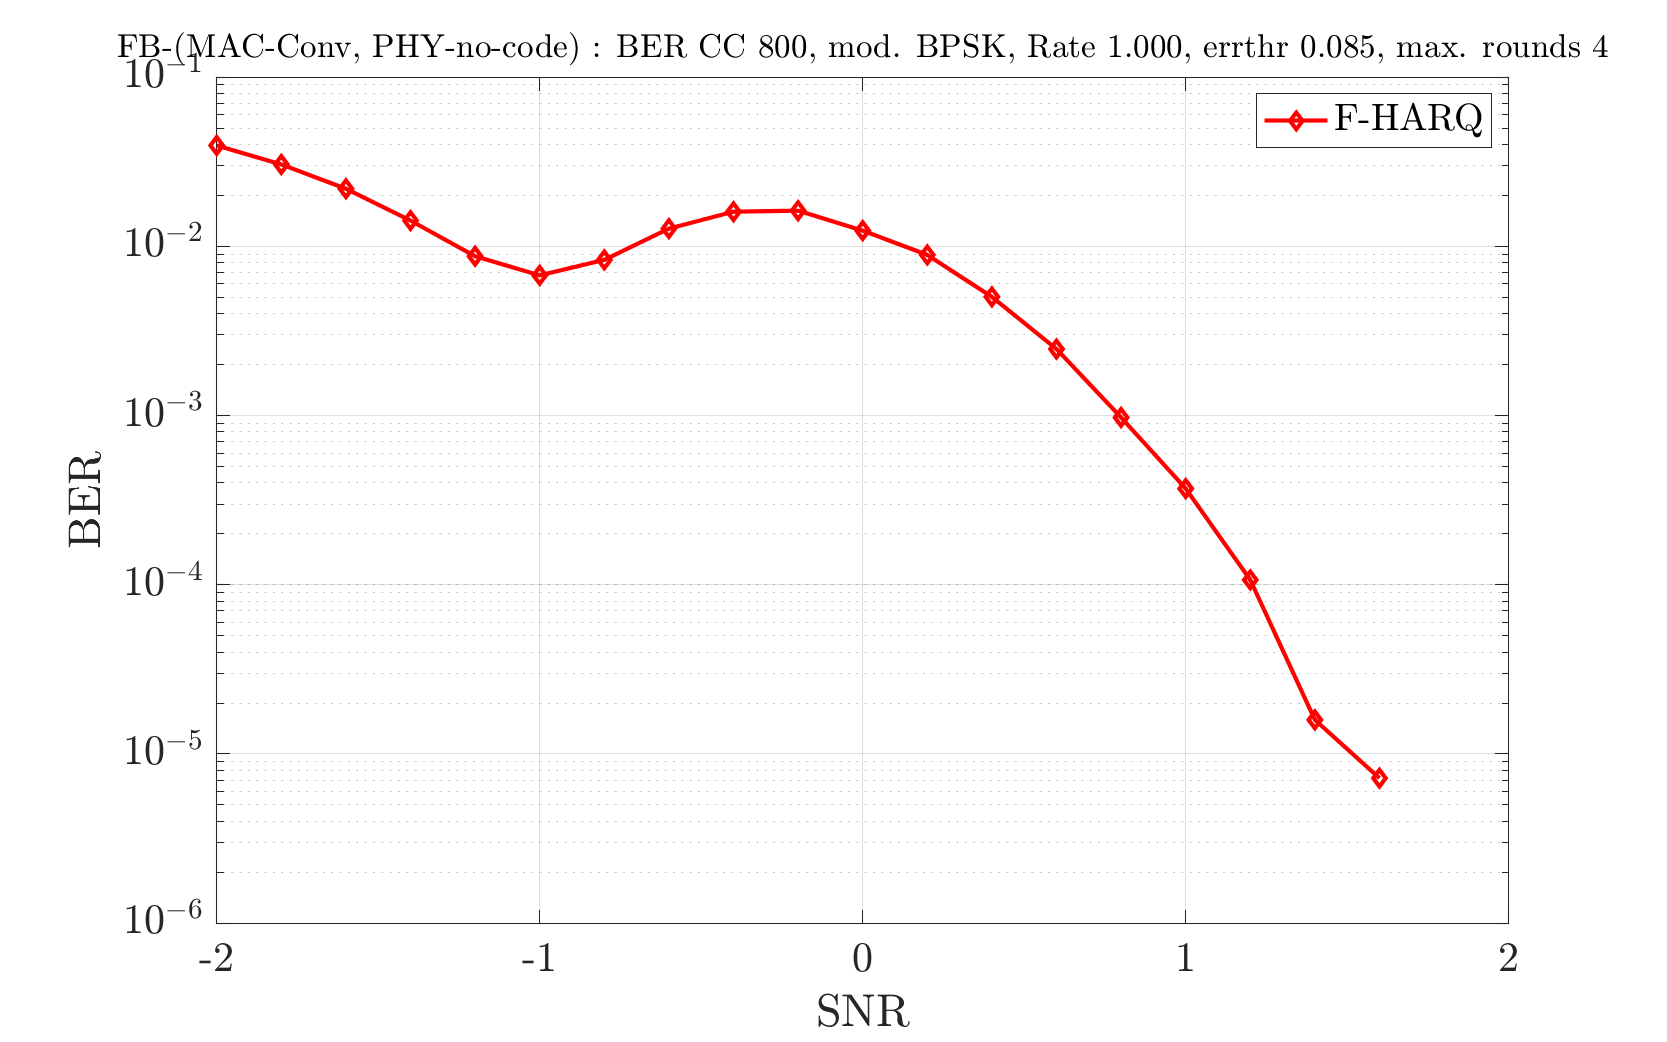 FB-(MAC-Conv, PHY-no-code) : BER CC 800, mod. BPSK, Rate 1.000, errthr 0.085, max. rounds 4
F-HARQ
10^{-1}
10^{-2}
10^{-3}
10^{-4}
10^{-5}
10^{-6}
BER
-2 -1 0 1 2
SNR